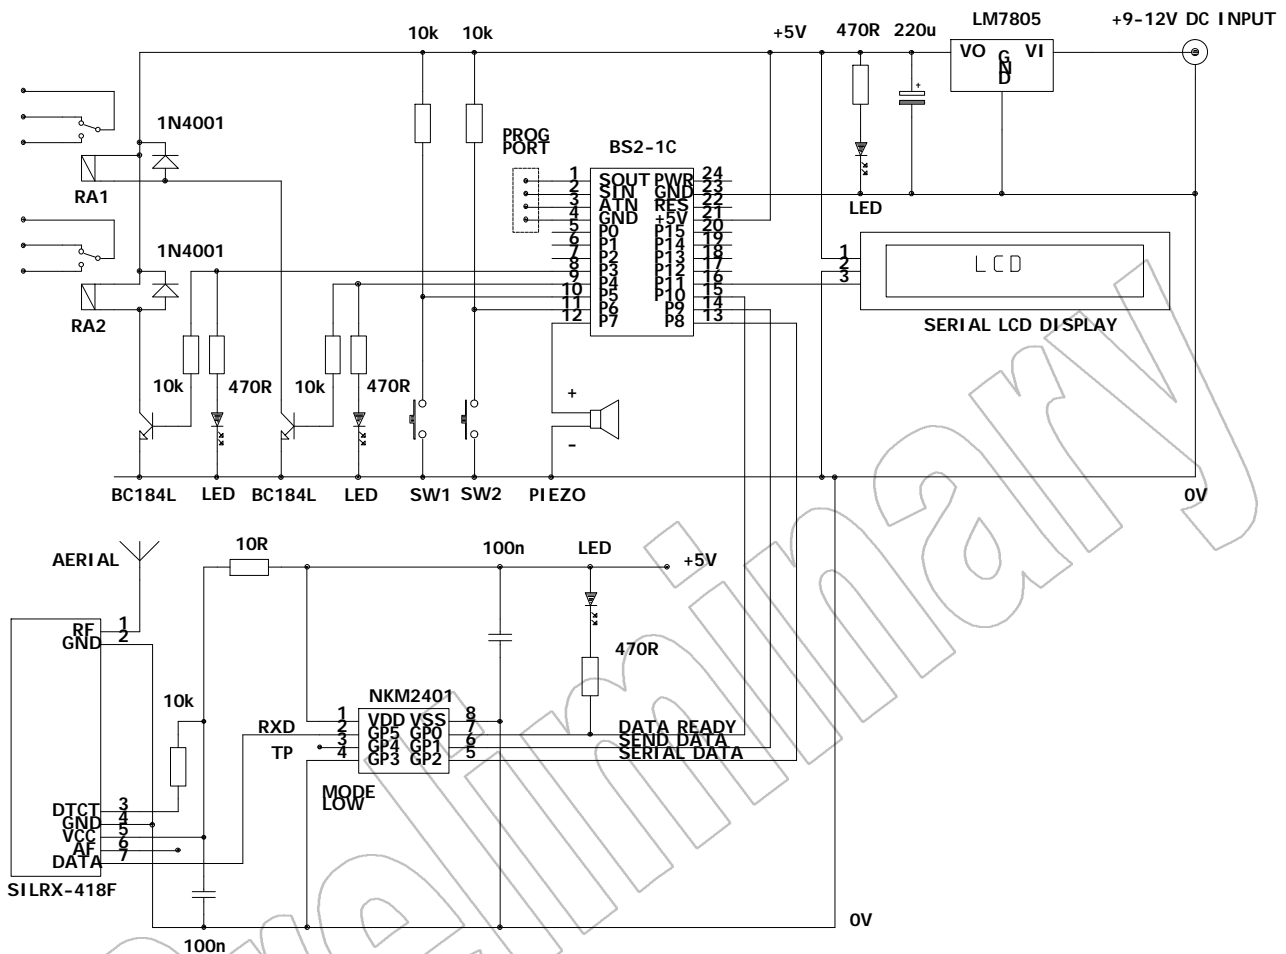 LM7805
+9-12V DC INPUT
10k
10k
+5V
470R
220u
VO
GND
VI
+
1N4001
PROG
PORT
BS2-1C
RA1
1 SOUT PWR 24
2 SIN GND 23
3 ATN RES 22
4 GND +5V 21
5 P0 P15 20
6 P1 P14 19
7 P2 P13 18
8 P3 P12 17
9 P4 P11 16
10 P5 P10 15
11 P6 P9 14
12 P7 P8 13
LED
1N4001
1
2
3
LCD
RA2
SERIAL LCD DISPLAY
10k
470R
10k
470R
+
-
BC184L
LED
BC184L
LED
SW1
SW2
PIEZO
0V
AERIAL
10R
100n
LED
+5V
RF 1
GND 2
470R
10k
NKM2401
RXD
TP
1 VDD VSS 8
2 GP5 GP0 7
3 GP4 GP1 6
4 GP3 GP2 5
DATA READY
SEND DATA
SERIAL DATA
MODE
LOW
DTCT 3
GND 4
VCC 5
AF 6
DATA 7
SILRX-418F
100n
0V
Preliminary